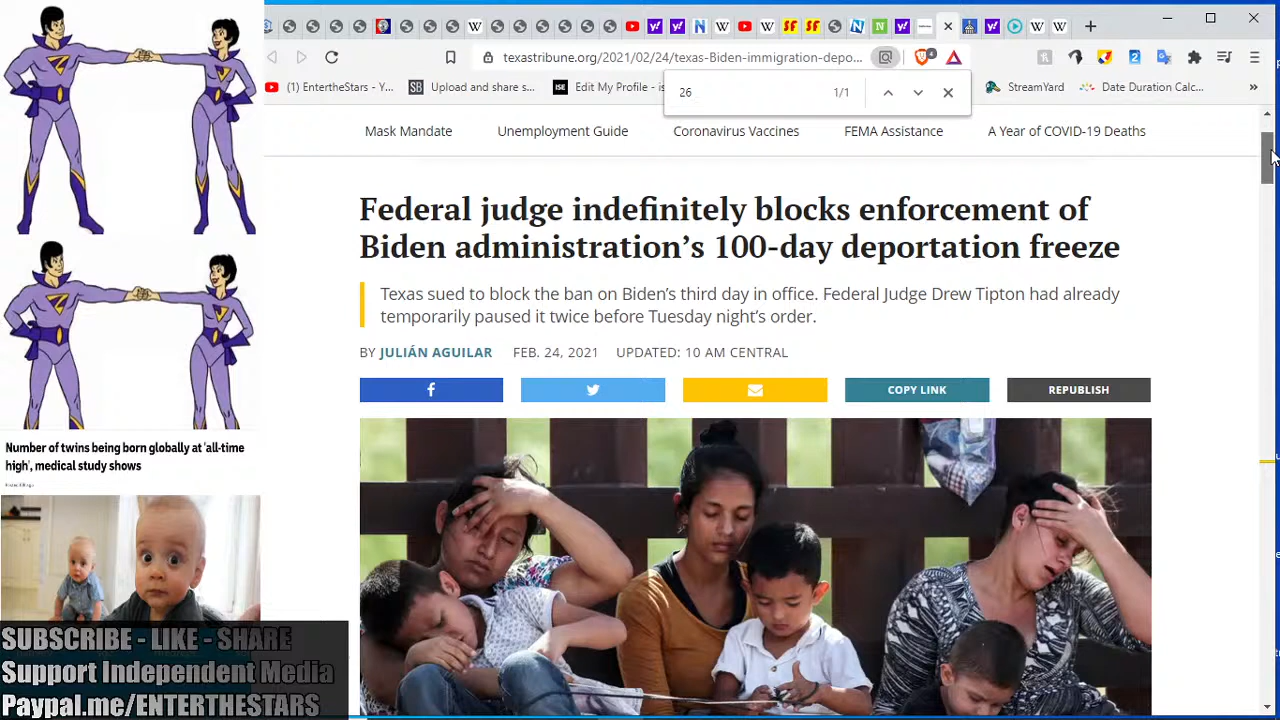 texastribune.org/2021/02/24/texas-Biden-immigration-depo...
(1) EntertheStars - Y...
SB Upload and share s...
ISE Edit My Profile - is
26
1/1
StreamYard
Date Duration Calc...
»
Mask Mandate
Unemployment Guide
Coronavirus Vaccines
FEMA Assistance
A Year of COVID-19 Deaths
Federal judge indefinitely blocks enforcement of
Biden administration’s 100-day deportation freeze
Texas sued to block the ban on Biden’s third day in office. Federal Judge Drew Tipton had already
temporarily paused it twice before Tuesday night’s order.
BY JULIÁN AGUILAR FEB. 24, 2021 UPDATED: 10 AM CENTRAL
COPY LINK
REPUBLISH
Number of twins being born globally at 'all-time
high', medical study shows
SUBSCRIBE - LIKE - SHARE
Support Independent Media
Paypal.me/ENTERTHESTARS